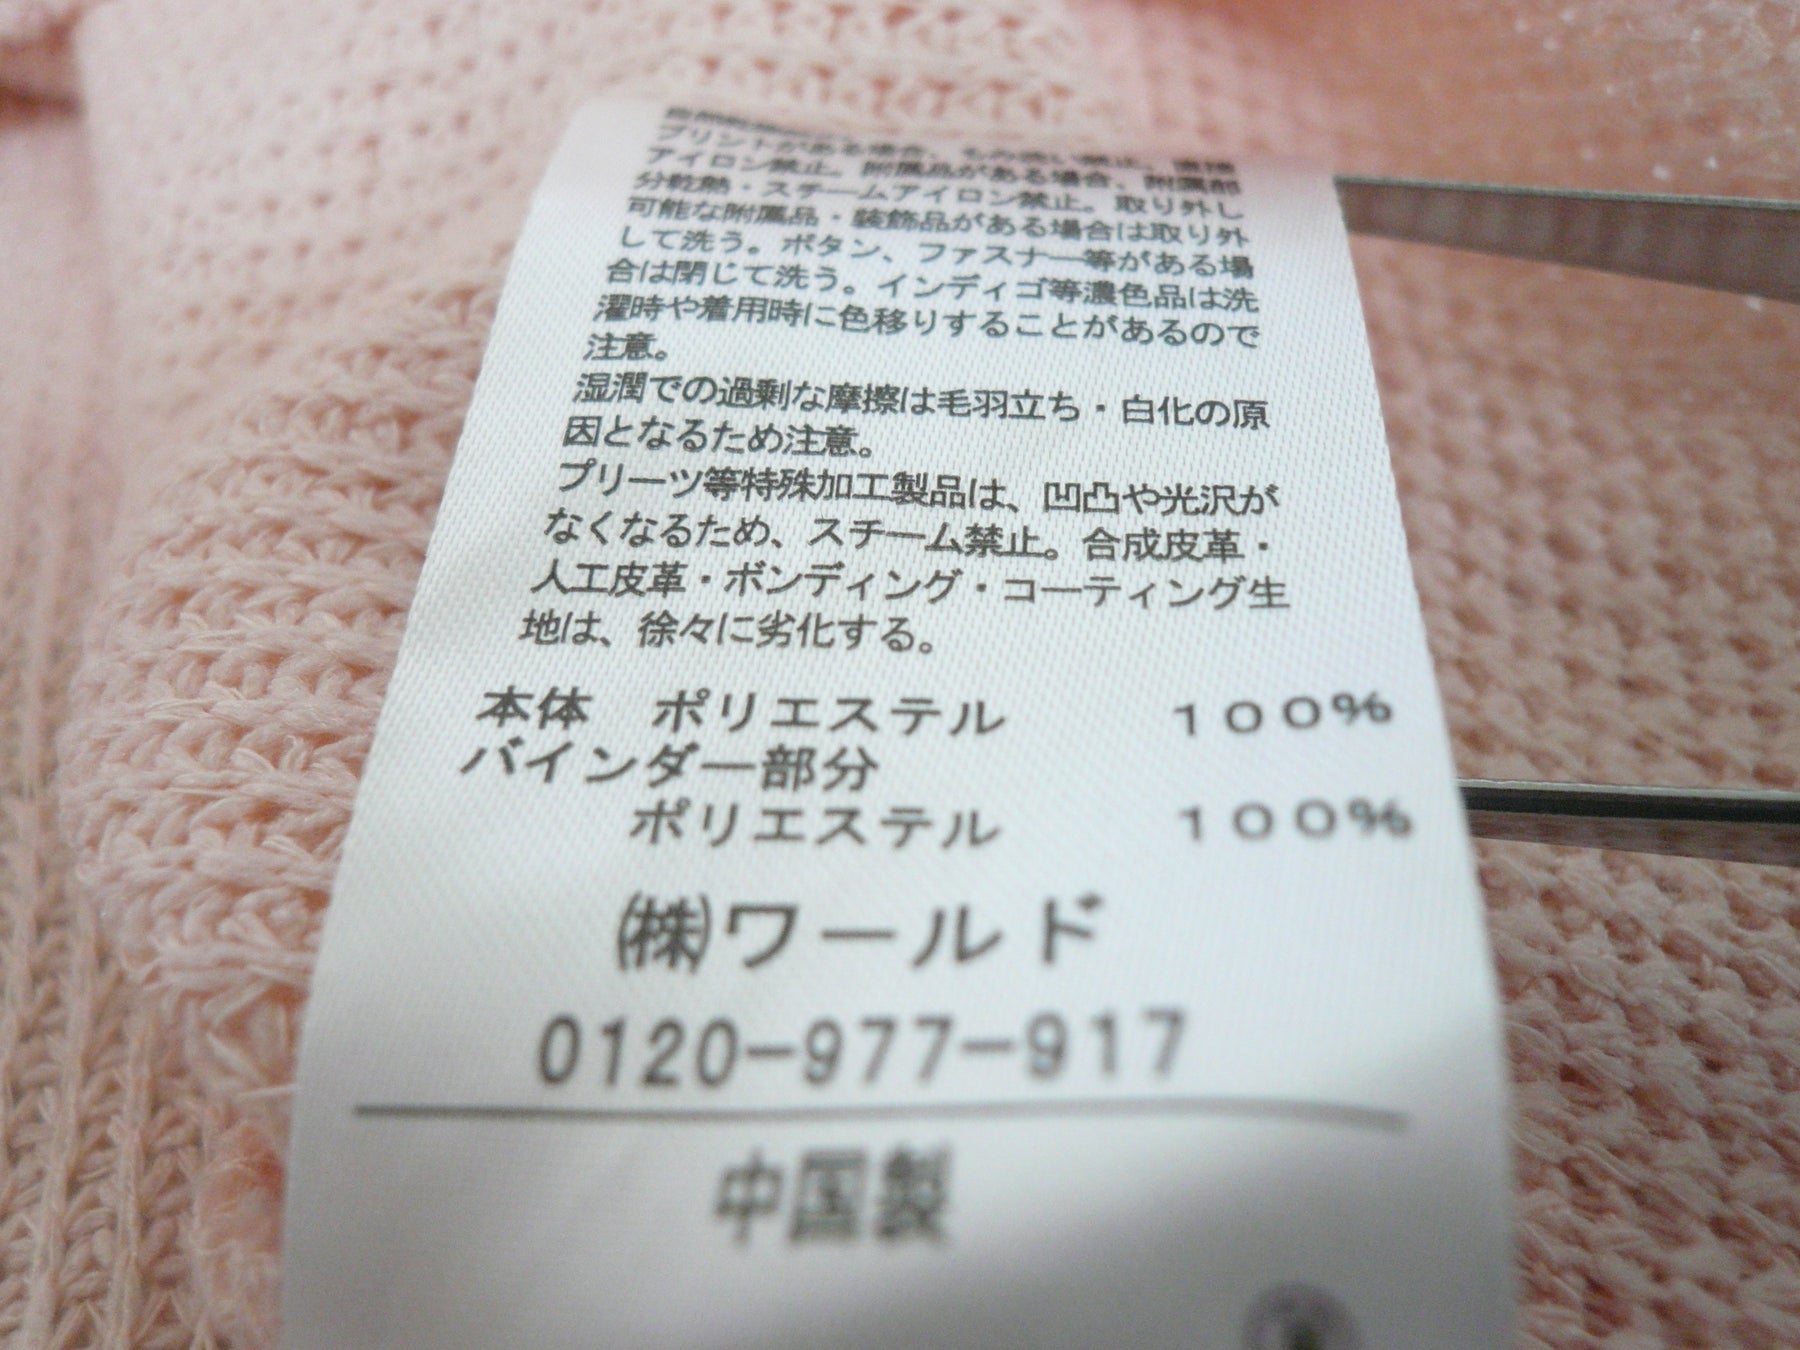 プリントがある場合、もみ洗い禁止。直接
アイロン禁止。附属品がある場合、附属部
分乾熱・スチームアイロン禁止。取り外し
可能な附属品・装飾品がある場合は取り外
して洗う。ボタン、ファスナー等がある場
合は閉じて洗う。インディゴ等濃色品は洗
濯時や着用時に色移りすることがあるので
注意。
湿潤での過剰な摩擦は毛羽立ち・白化の原
因となるため注意。
プリーツ等特殊加工製品は、凹凸や光沢が
なくなるため、スチーム禁止。合成皮革・
人工皮革・ボンディング・コーティング生
地は、徐々に劣化する。
本体 ポリエステル 100%
バインダー部分
ポリエステル 100%
㈱ワールド
0120-977-917
中国製